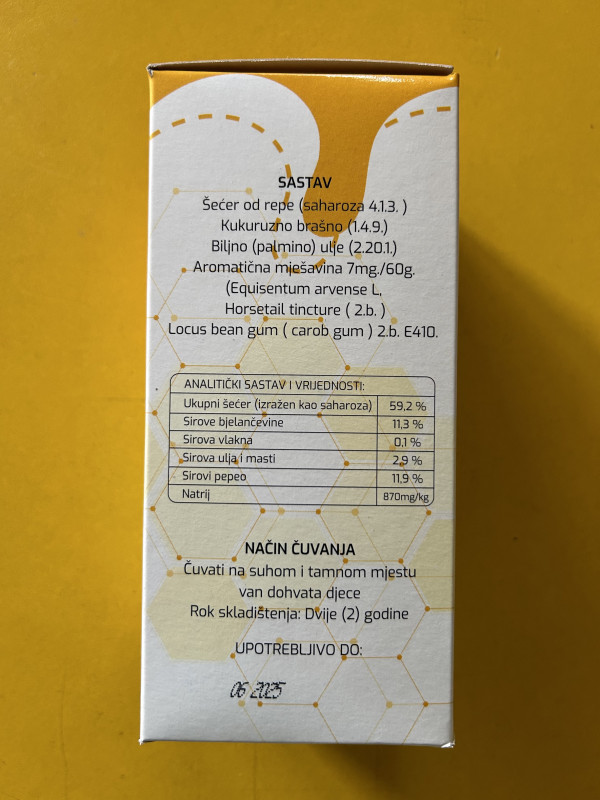 SASTAV
Šećer od repe (saharoza 4.1.3. )
Kukuruzno brašno (1.4.9.)
Biljno (palmino) ulje (2.20.1.)
Aromatična mješavina 7mg./60g.
(Equisentum arvense L,
Horsetail tincture ( 2.b. )
Locus bean gum ( carob gum ) 2.b. E410.
ANALITIČKI SASTAV I VRIJEDNOSTI:
Ukupni šećer (izražen kao saharoza) 59,2 %
Sirove bjelančevine 11,3 %
Sirova vlakna 0,1 %
Sirova ulja i masti 2,9 %
Sirovi pepeo 11,9 %
Natrij 870mg/kg
NAČIN ČUVANJA
Čuvati na suhom i tamnom mjestu
van dohvata djece
Rok skladištenja: Dvije (2) godine
UPOTREBLJIVO DO:
06 2025